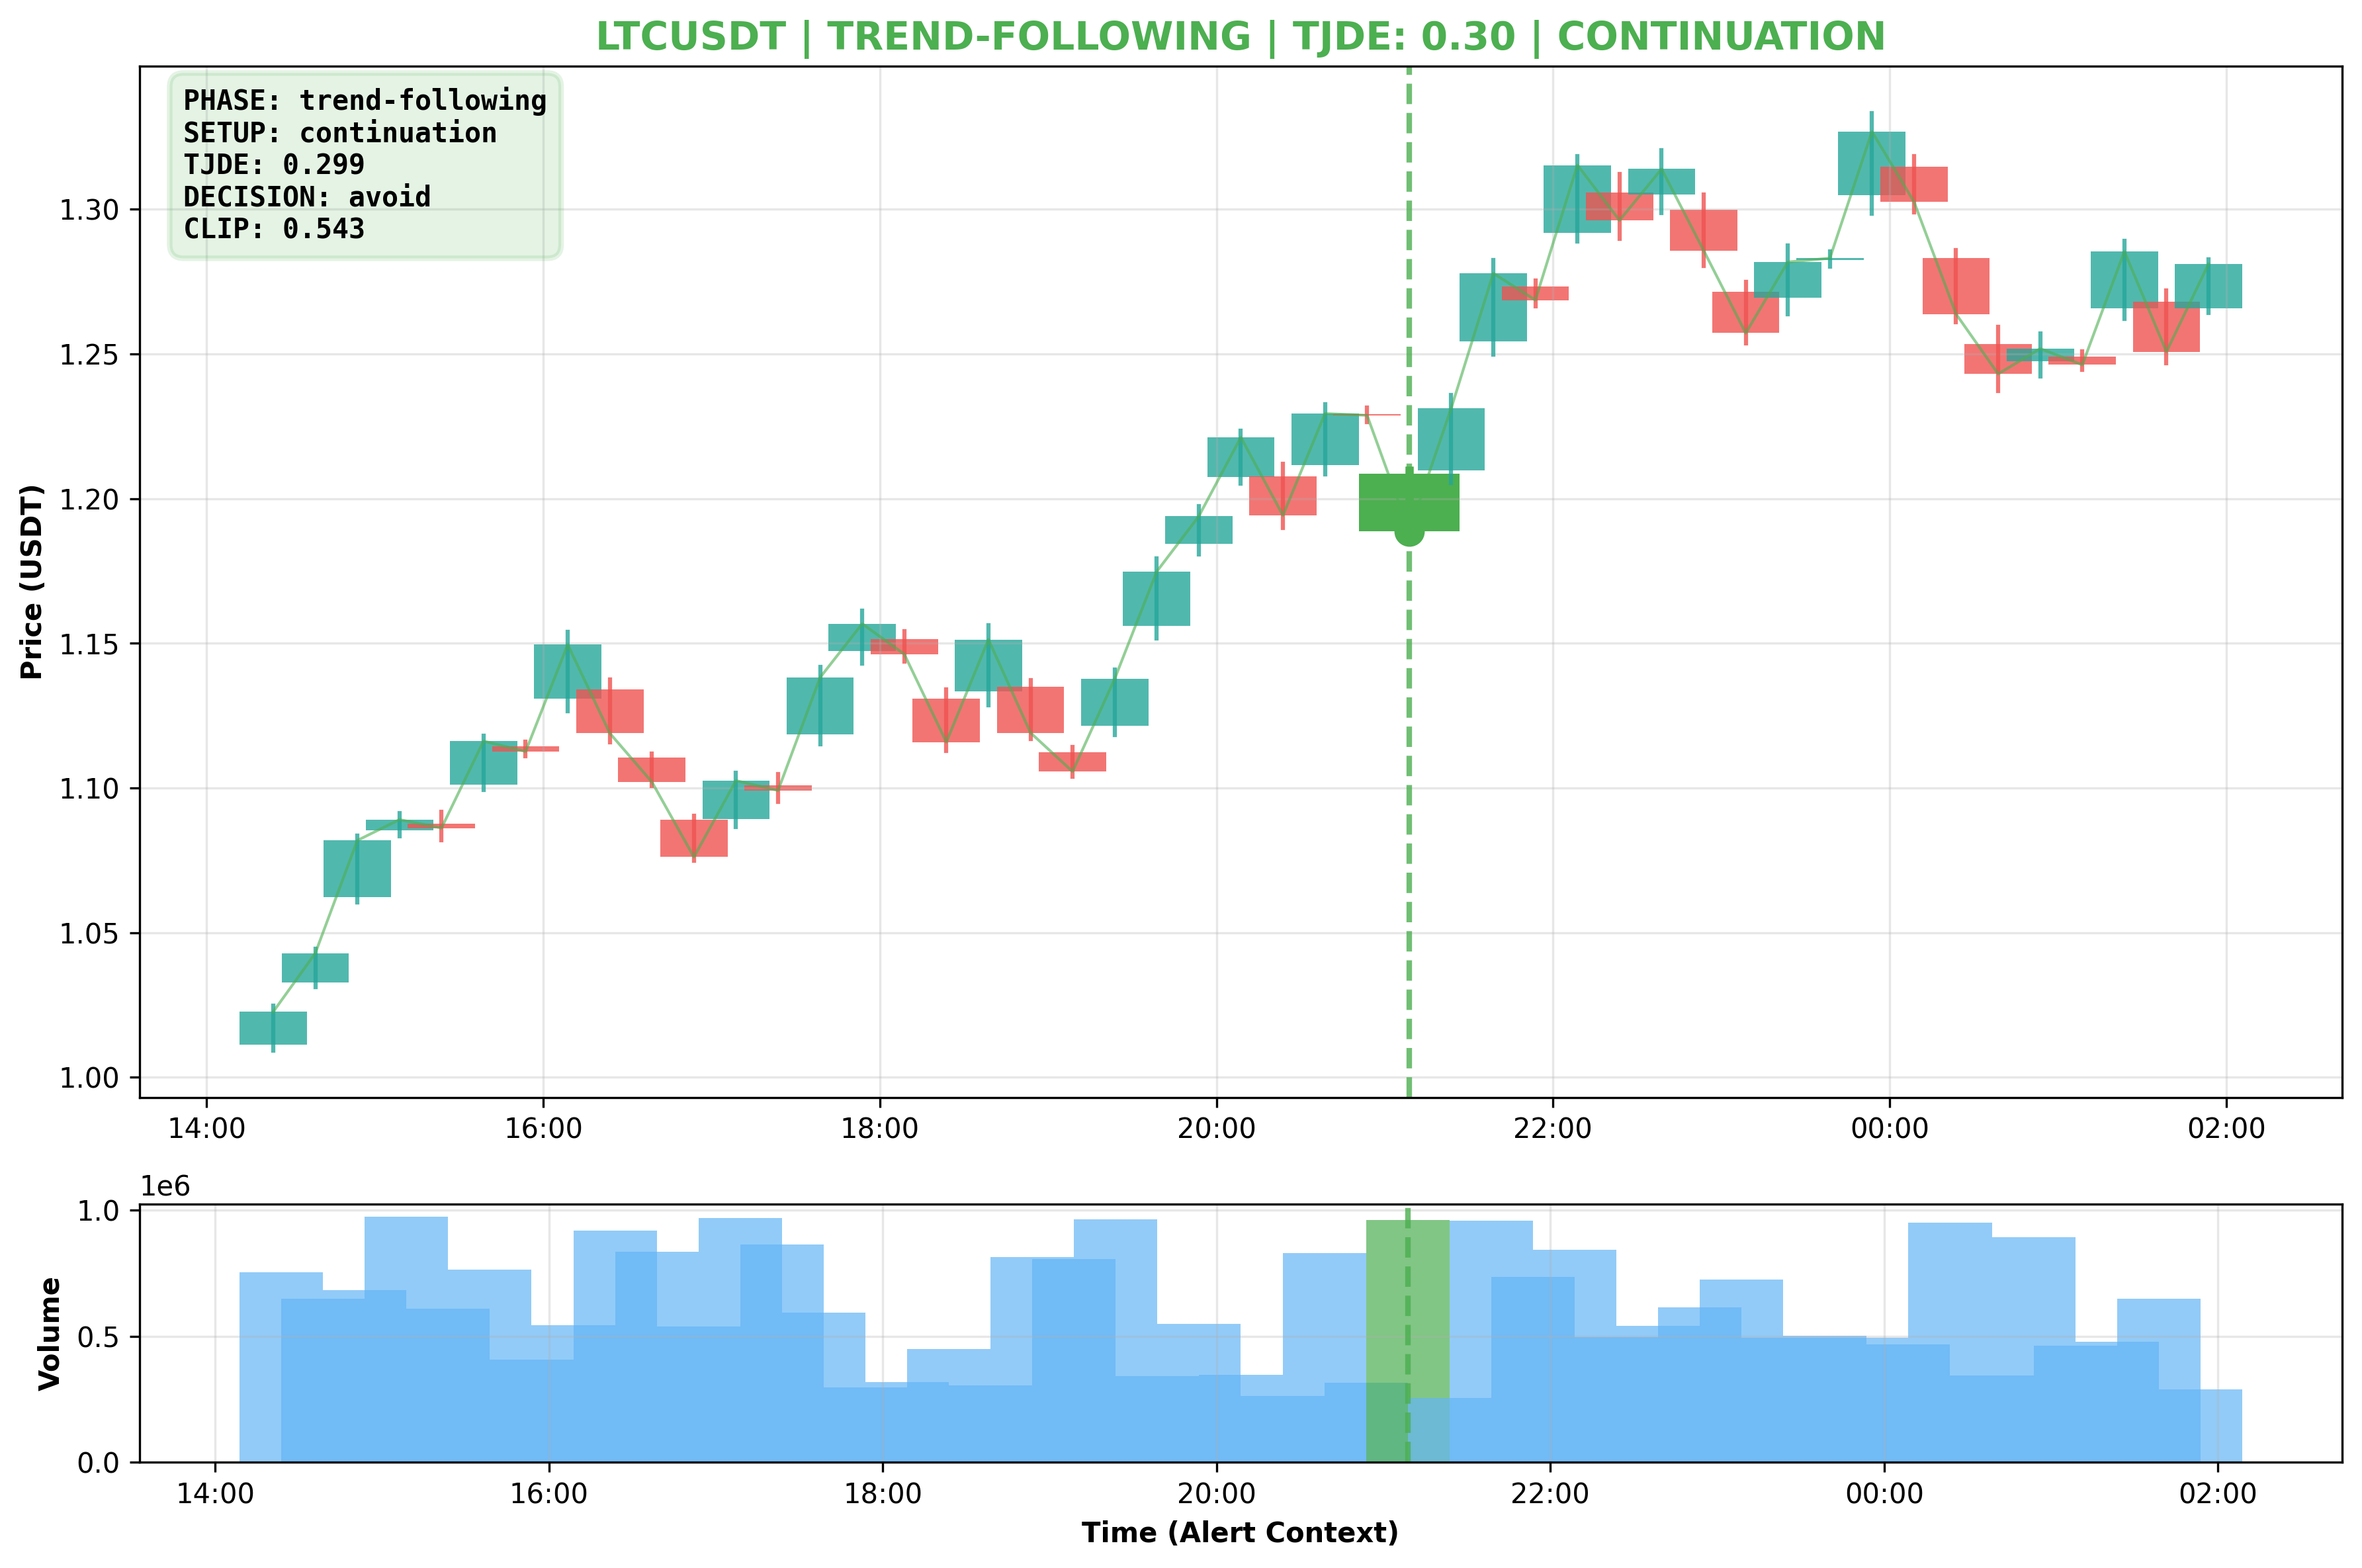 LTCUSDT | TREND-FOLLOWING | TJDE: 0.30 | CONTINUATION
PHASE: trend-following
SETUP: continuation
TJDE: 0.299
DECISION: avoid
CLIP: 0.543
Price (USDT)
1.30
1.25
1.20
1.15
1.10
1.05
1.00
14:00 16:00 18:00 20:00 22:00 00:00 02:00
1e6
Volume
1.0
0.5
0.0
14:00 16:00 18:00 20:00 22:00 00:00 02:00
Time (Alert Context)